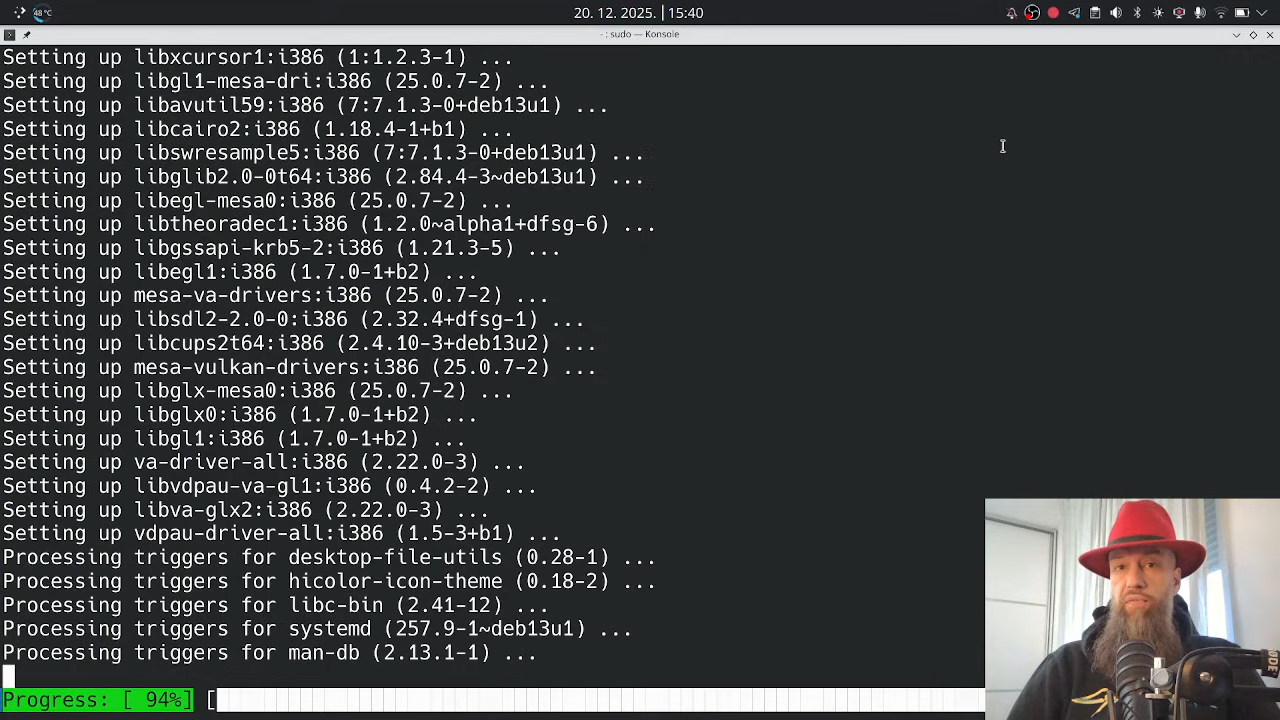 48 °C
20. 12. 2025. | 15:40
- : sudo — Konsole
Setting up libxcursor1:i386 (1:1.2.3-1) ...
Setting up libgl1-mesa-dri:i386 (25.0.7-2) ...
Setting up libavutil59:i386 (7:7.1.3-0+deb13u1) ...
Setting up libcairo2:i386 (1.18.4-1+b1) ...
Setting up libswresample5:i386 (7:7.1.3-0+deb13u1) ...
Setting up libglib2.0-0t64:i386 (2.84.4-3~deb13u1) ...
Setting up libegl-mesa0:i386 (25.0.7-2) ...
Setting up libtheoradec1:i386 (1.2.0~alpha1+dfsg-6) ...
Setting up libgssapi-krb5-2:i386 (1.21.3-5) ...
Setting up libegl1:i386 (1.7.0-1+b2) ...
Setting up mesa-va-drivers:i386 (25.0.7-2) ...
Setting up libsdl2-2.0-0:i386 (2.32.4+dfsg-1) ...
Setting up libcups2t64:i386 (2.4.10-3+deb13u2) ...
Setting up mesa-vulkan-drivers:i386 (25.0.7-2) ...
Setting up libglx-mesa0:i386 (25.0.7-2) ...
Setting up libglx0:i386 (1.7.0-1+b2) ...
Setting up libgl1:i386 (1.7.0-1+b2) ...
Setting up va-driver-all:i386 (2.22.0-3) ...
Setting up libvdpau-va-gl1:i386 (0.4.2-2) ...
Setting up libva-glx2:i386 (2.22.0-3) ...
Setting up vdpau-driver-all:i386 (1.5-3+b1) ...
Processing triggers for desktop-file-utils (0.28-1) ...
Processing triggers for hicolor-icon-theme (0.18-2) ...
Processing triggers for libc-bin (2.41-12) ...
Processing triggers for systemd (257.9-1~deb13u1) ...
Processing triggers for man-db (2.13.1-1) ...
Progress: [ 94%] [